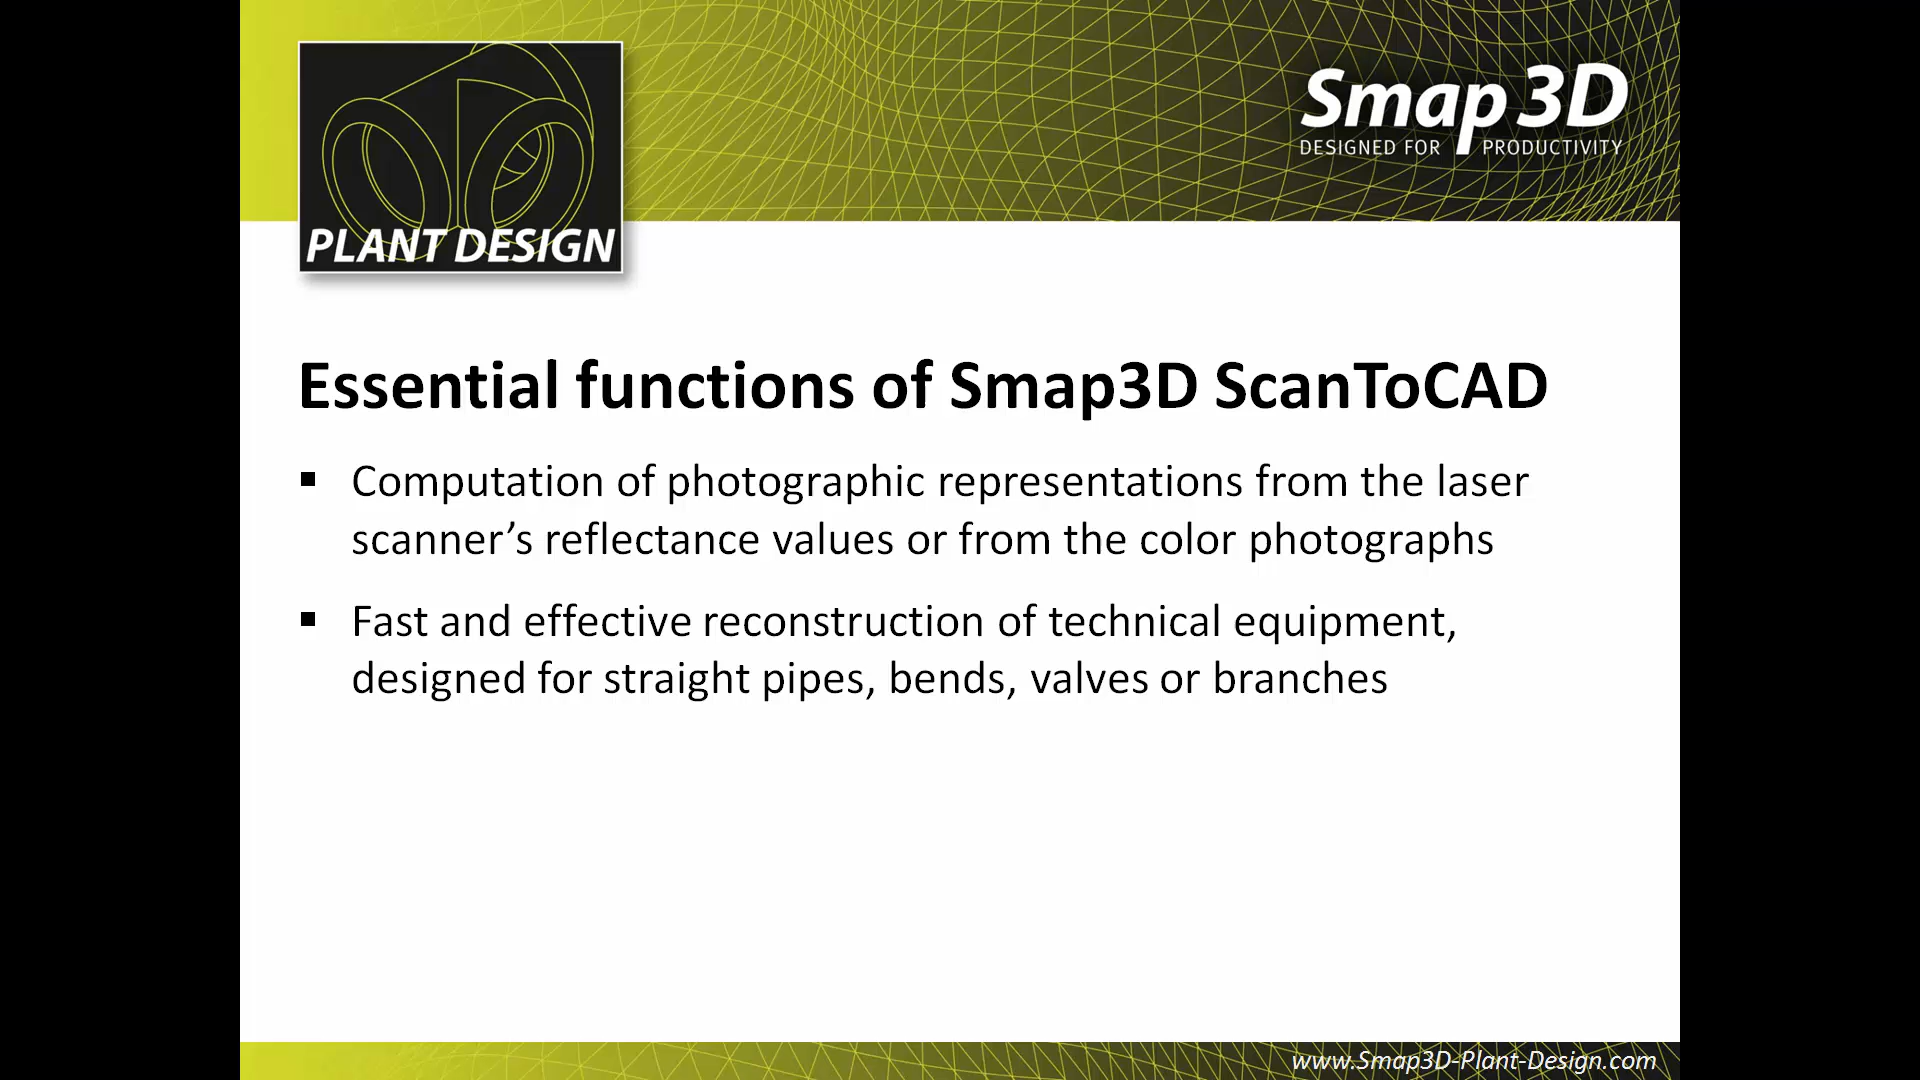 Smap 3D
DESIGNED FOR PRODUCTIVITY
PLANT DESIGN
Essential functions of Smap3D ScanToCAD
▪ Computation of photographic representations from the laser
scanner’s reflectance values or from the color photographs
▪ Fast and effective reconstruction of technical equipment,
designed for straight pipes, bends, valves or branches
www.Smap3D-Plant-Design.com